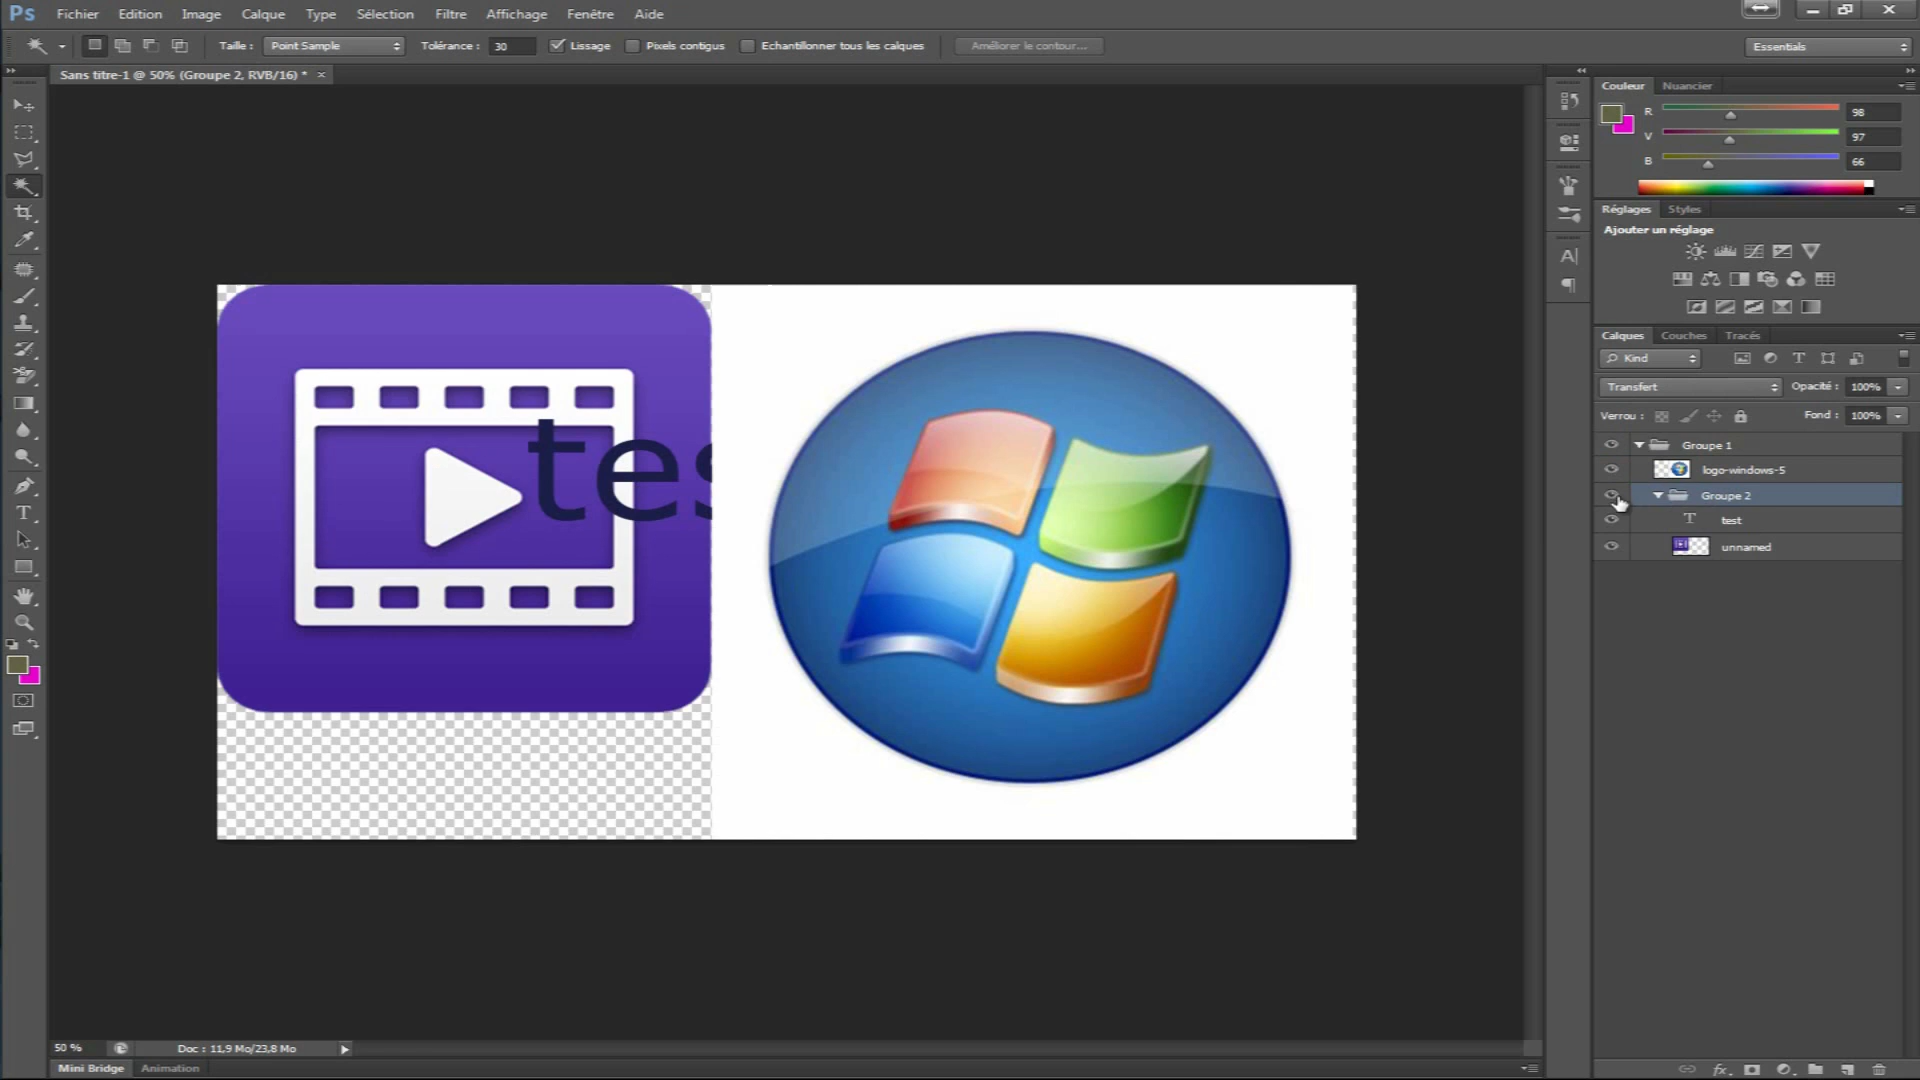 Ps Fichier Edition Image Calque Type Sélection Filtre Affichage Fenêtre Aide
Taille : Point Sample Tolérance : 30 Lissage Pixels contigus Echantillonner tous les calques Améliorer le contour... Essentials
Sans titre-1 @ 50% (Groupe 2, RVB/16) * ×
Couleur Nuancier
R 98
V 97
B 66
Réglages Styles
Ajouter un réglage
Calques Couches Tracés
Kind
Transfert Opacité : 100%
Verrou : Fond : 100%
Groupe 1
logo-windows-5
Groupe 2
test
unnamed
tes
50 % Doc : 11,9 Mo/23,8 Mo
Mini Bridge Animation